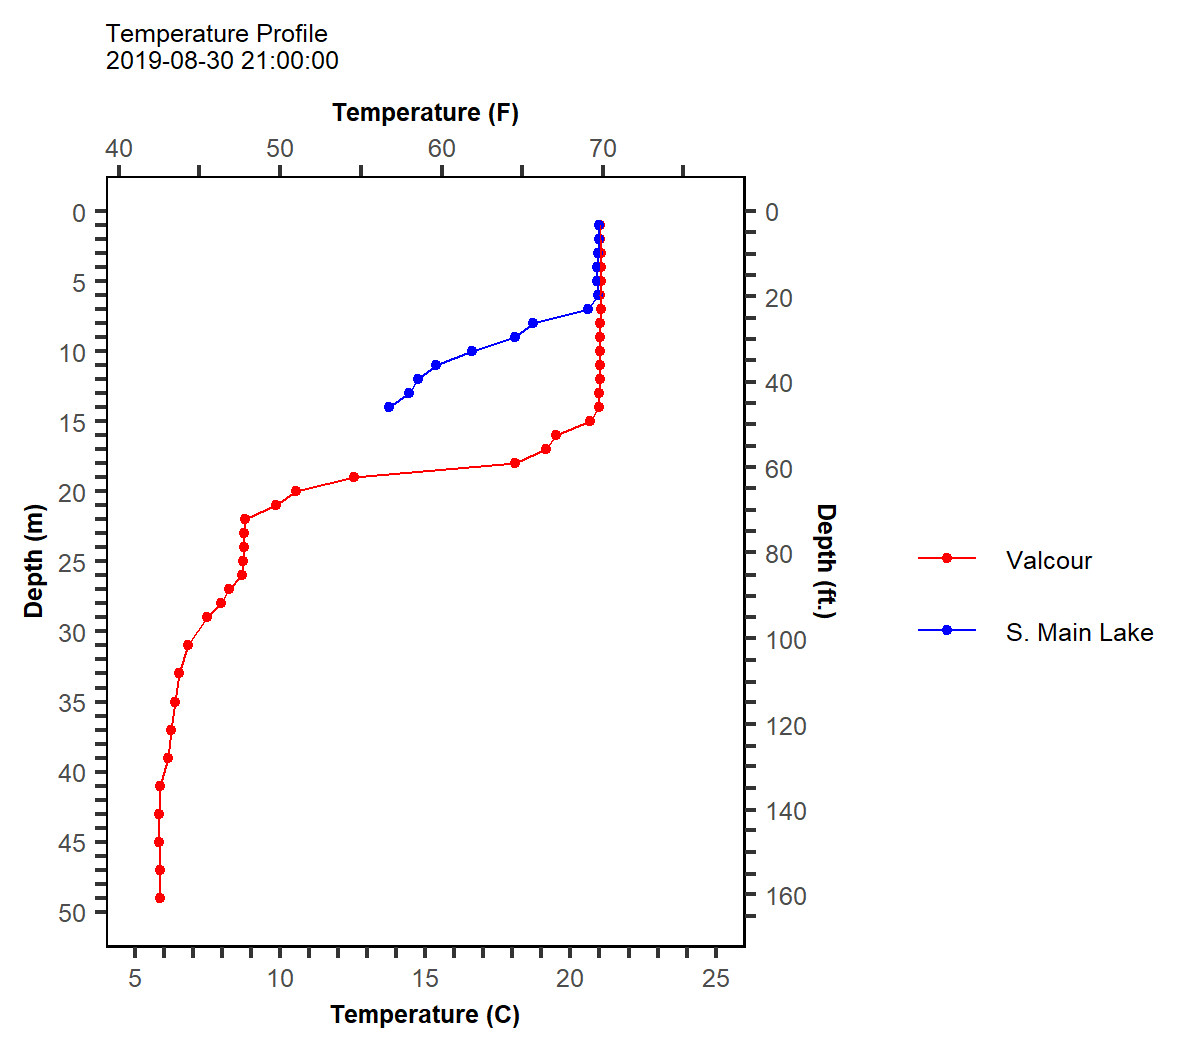 Temperature Profile
2019-08-30 21:00:00
Temperature (F)
40 50 60 70
0
5
10
15
20
25
30
35
40
45
50
Depth (m)
0
20
40
60
80
100
120
140
160
Depth (ft.)
Valcour
S. Main Lake
5 10 15 20 25
Temperature (C)